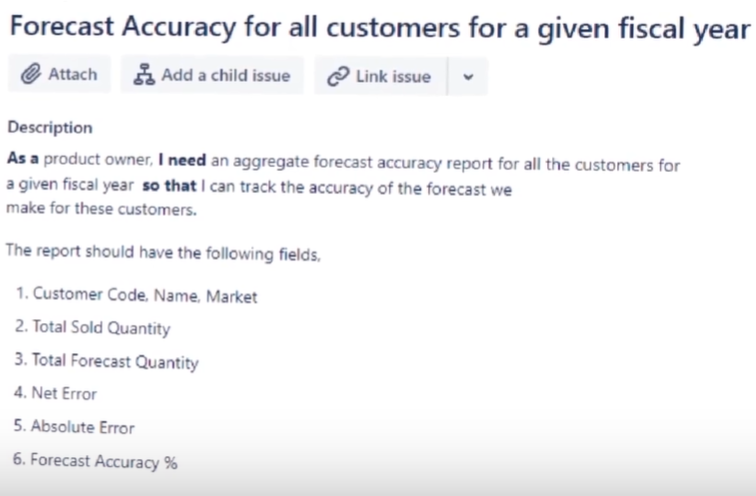 Forecast Accuracy for all customers for a given fiscal year
Attach Add a child issue Link issue
Description
As a product owner, I need an aggregate forecast accuracy report for all the customers for
a given fiscal year so that I can track the accuracy of the forecast we
make for these customers.
The report should have the following fields,
1. Customer Code, Name, Market
2. Total Sold Quantity
3. Total Forecast Quantity
4. Net Error
5. Absolute Error
6. Forecast Accuracy %